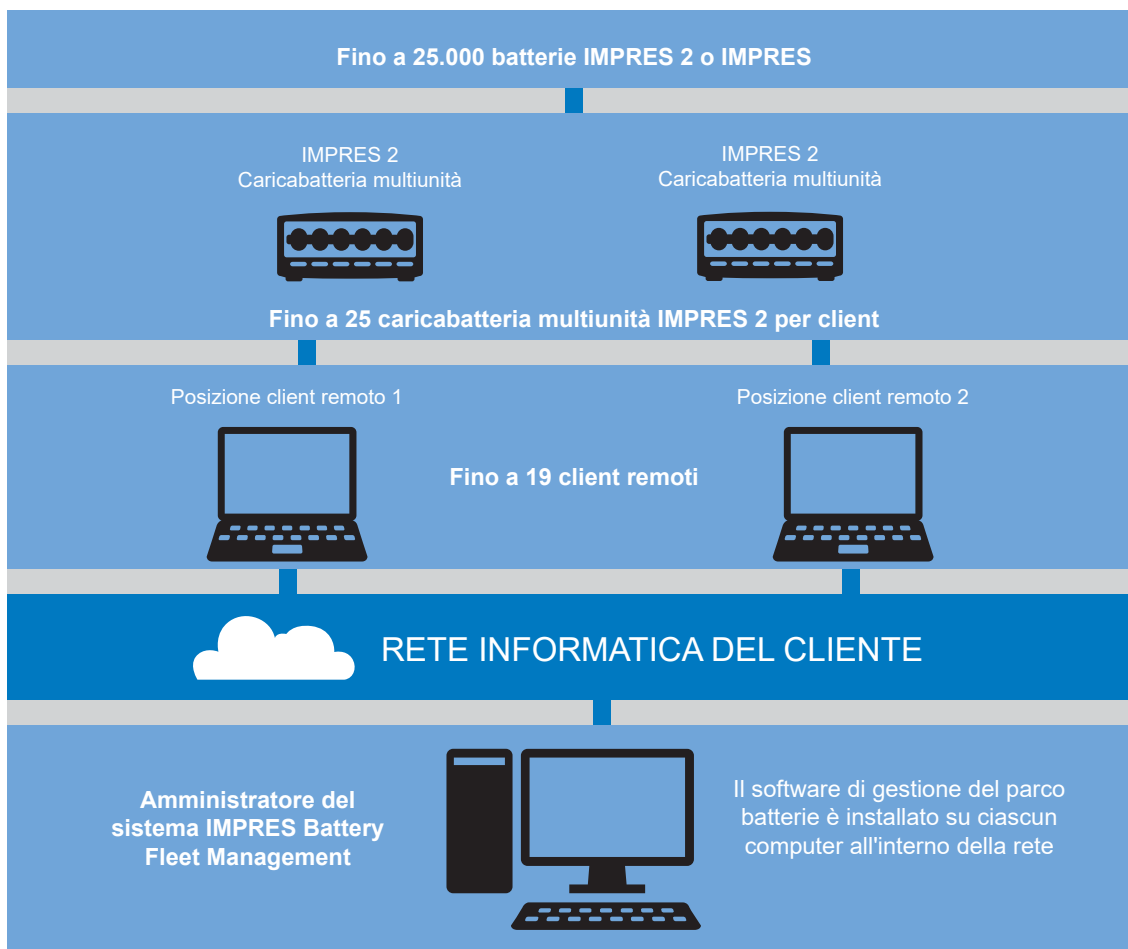 Fino a 25.000 batterie IMPRES 2 o IMPRES
IMPRES 2
Caricabatteria multiunità
IMPRES 2
Caricabatteria multiunità
Fino a 25 caricabatteria multiunità IMPRES 2 per client
Posizione client remoto 1
Posizione client remoto 2
Fino a 19 client remoti
RETE INFORMATICA DEL CLIENTE
Amministratore del
sistema IMPRES Battery
Fleet Management
Il software di gestione del parco
batterie è installato su ciascun
computer all'interno della rete